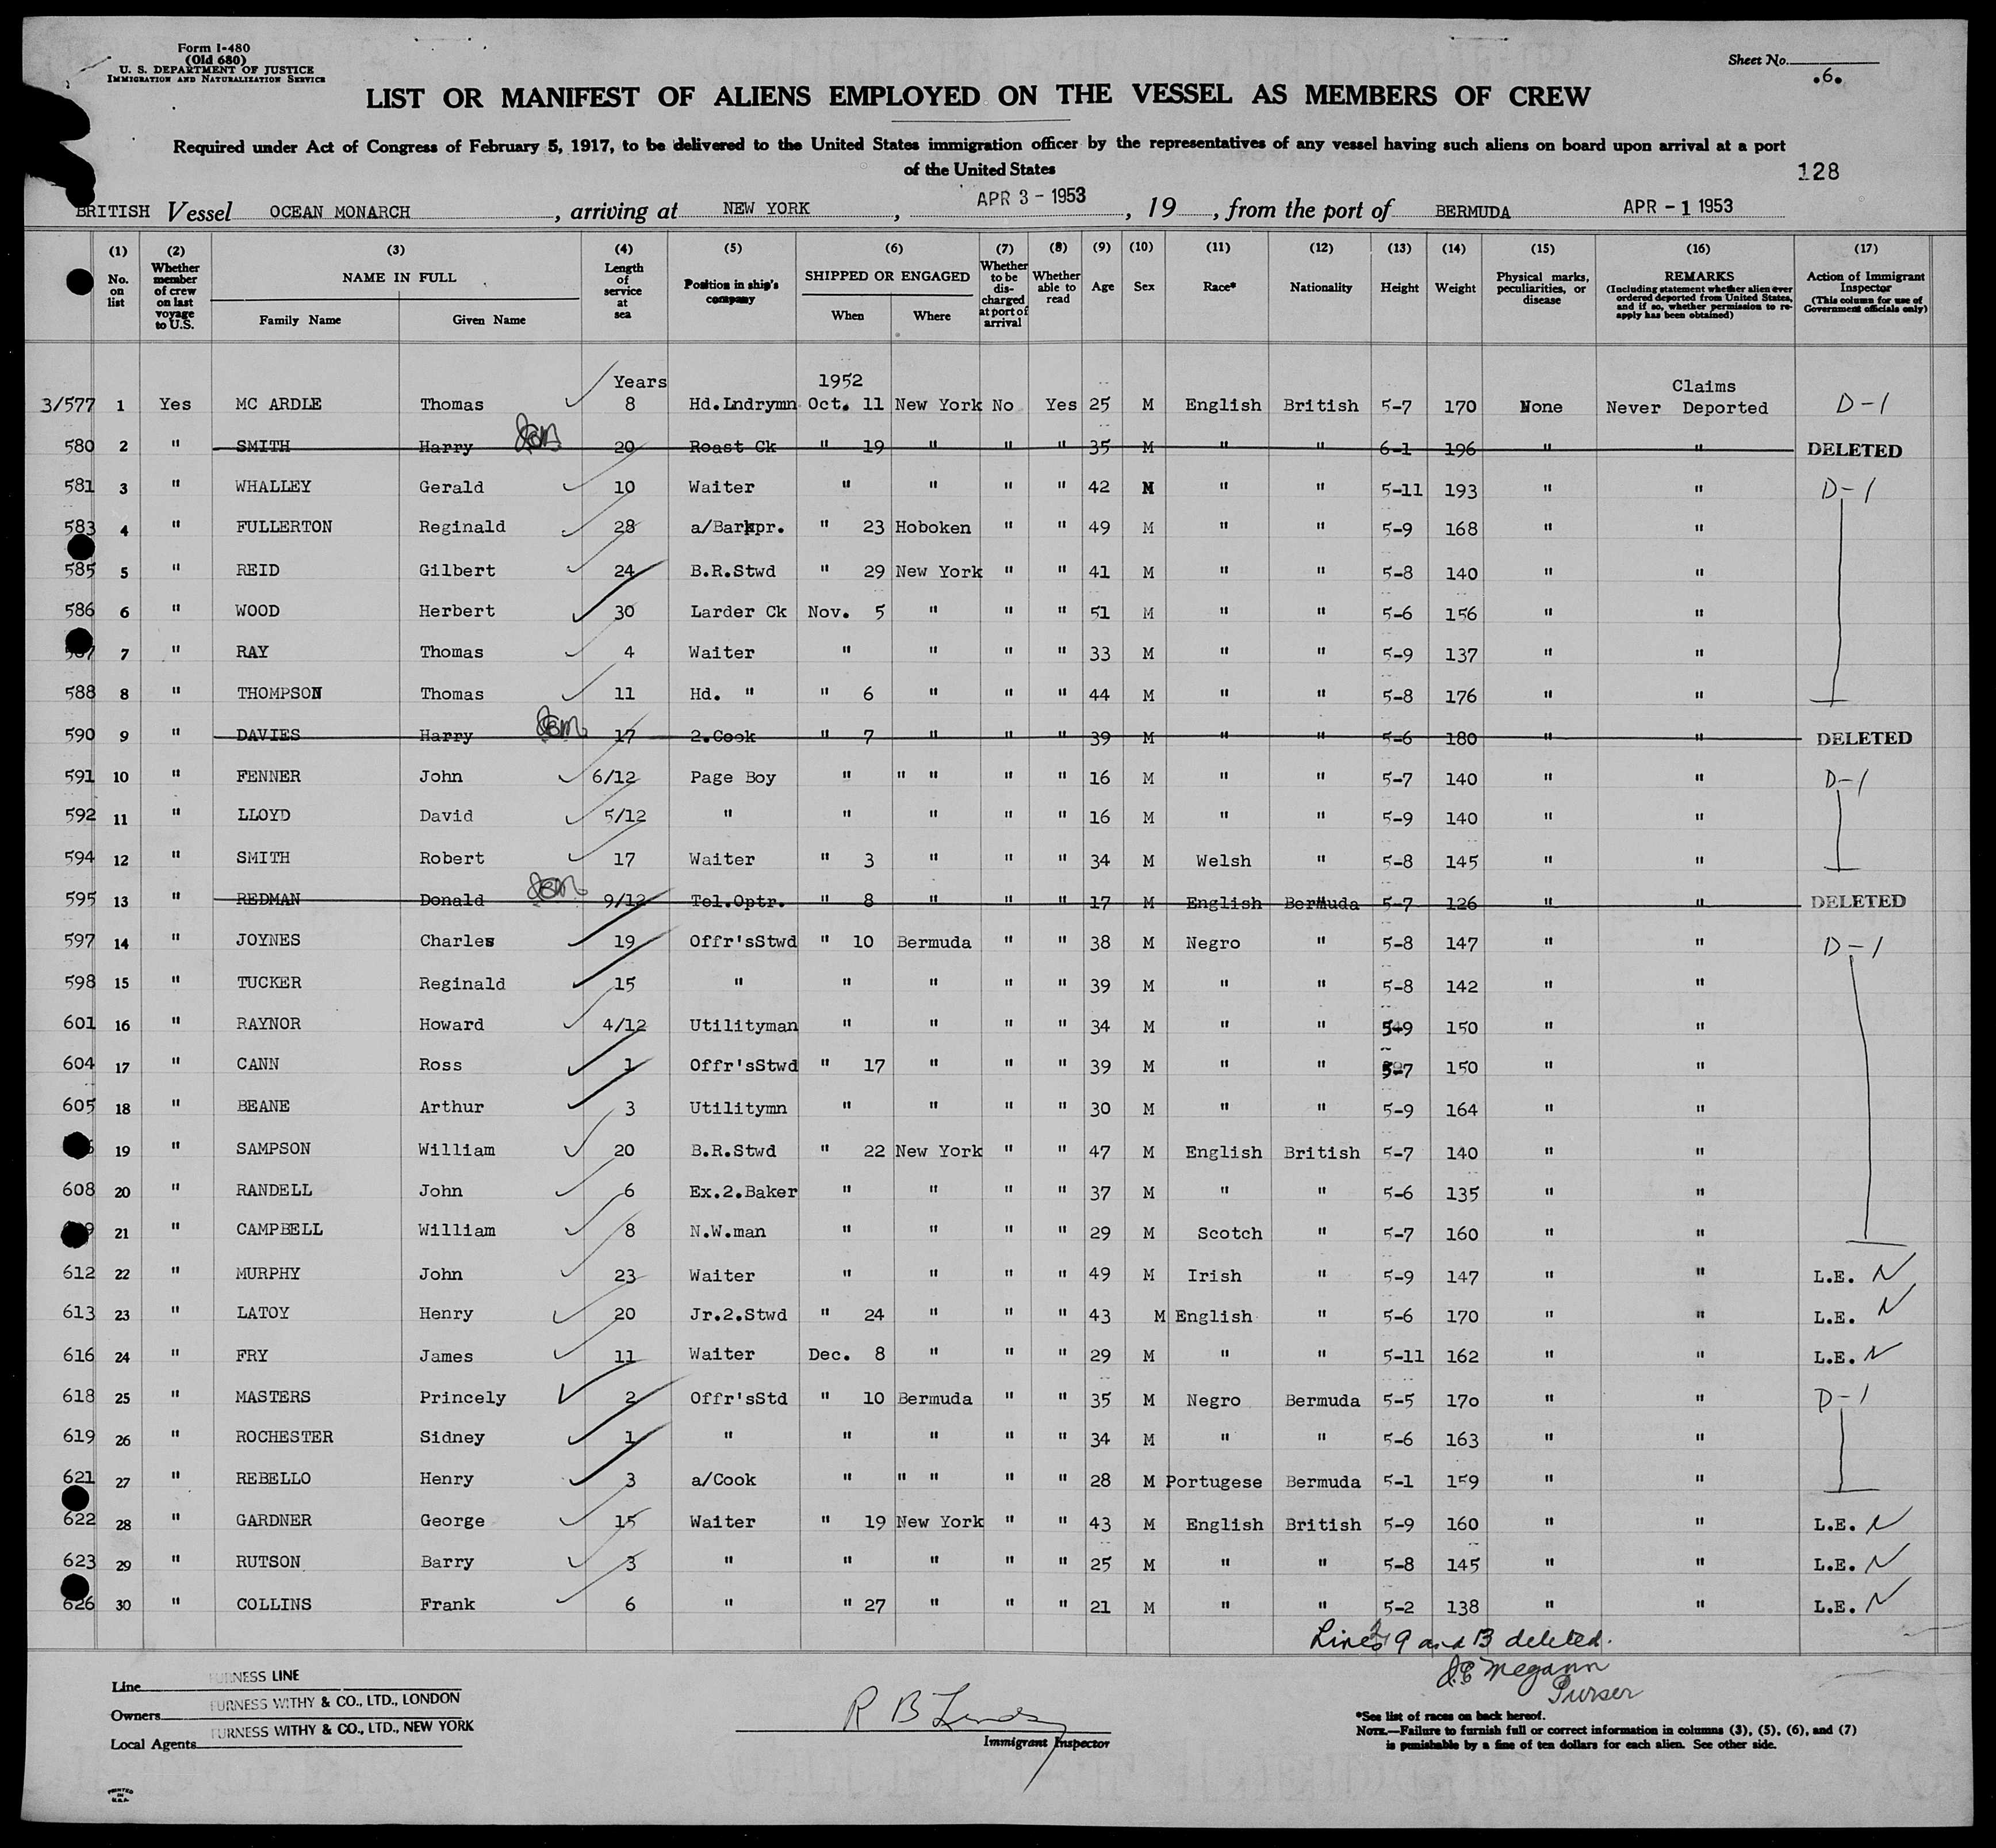 Form I-480
(Old 680)
U. S. DEPARTMENT OF JUSTICE
IMMIGRATION AND NATURALIZATION SERVICE
Sheet No.
.6.
LIST OR MANIFEST OF ALIENS EMPLOYED ON THE VESSEL AS MEMBERS OF CREW
Required under Act of Congress of February 5, 1917, to be delivered to the United States immigration officer by the representatives of any vessel having such aliens on board upon arrival at a port
of the United States
128
BRITISH Vessel OCEAN MONARCH, arriving at NEW YORK, APR 3 - 1953, 19, from the port of BERMUDA APR - 1 1953
(1) (2) (3) (4) (5) (6) (7) (8) (9) (10) (11) (12) (13) (14) (15) (16) (17)
No. on list
Whether member of crew on last voyage to U.S.
NAME IN FULL
Family Name Given Name
Length of service at sea
Position in ship's company
SHIPPED OR ENGAGED
When Where
Whether to be discharged at port of arrival
Whether able to read
Age
Sex
Race*
Nationality
Height
Weight
Physical marks, peculiarities, or disease
REMARKS
(Including statement whether alien ever ordered deported from United States, and if so, whether permission to re-apply has been obtained)
Action of Immigrant Inspector
(This column for use of Government officials only)
Years 1952 Claims
3/577 1 Yes MC ARDLE Thomas 8 Hd.Lndrymn Oct. 11 New York No Yes 25 M English British 5-7 170 None Never Deported D-1
580 2 " SMITH Harry 20 Roast Ck " 19 " " " 35 M " " 6-1 196 " " DELETED
581 3 " WHALLEY Gerald 10 Waiter " " " " 42 M " " 5-11 193 " " D-1
583 4 " FULLERTON Reginald 28 a/Barkpr. " 23 Hoboken " " 49 M " " 5-9 168 " "
585 5 " REID Gilbert 24 B.R.Stwd " 29 New York " " 41 M " " 5-8 140 " "
586 6 " WOOD Herbert 30 Larder Ck Nov. 5 " " " 51 M " " 5-6 156 " "
7 " RAY Thomas 4 Waiter " " " " 33 M " " 5-9 137 " "
588 8 " THOMPSON Thomas 11 Hd. " " 6 " " " 44 M " " 5-8 176 " "
590 9 " DAVIES Harry 17 2.Cook " 7 " " " 39 M " " 5-6 180 " " DELETED
591 10 " FENNER John 6/12 Page Boy " " " " " 16 M " " 5-7 140 " " D-1
592 11 " LLOYD David 5/12 " " " " " 16 M " " 5-9 140 " "
594 12 " SMITH Robert 17 Waiter " 3 " " " 34 M Welsh " 5-8 145 " "
595 13 " REDMAN Donald 9/12 Tel.Optr. " 8 " " " 17 M English Bermuda 5-7 126 " " DELETED
597 14 " JOYNES Charles 19 Offr'sStwd " 10 Bermuda " " 38 M Negro " 5-8 147 " " D-1
598 15 " TUCKER Reginald 15 " " " " " 39 M " " 5-8 142 " "
601 16 " RAYNOR Howard 4/12 Utilityman " " " " 34 M " " 5-9 150 " "
604 17 " CANN Ross 1 Offr'sStwd " 17 " " " 39 M " " 5-7 150 " "
605 18 " BEANE Arthur 3 Utilitymn " " " " 30 M " " 5-9 164 " "
19 " SAMPSON William 20 B.R.Stwd " 22 New York " " 47 M English British 5-7 140 " "
608 20 " RANDELL John 6 Ex.2.Baker " " " " 37 M " " 5-6 135 " "
21 " CAMPBELL William 8 N.W.man " " " " 29 M Scotch " 5-7 160 " "
612 22 " MURPHY John 23 Waiter " " " " 49 M Irish " 5-9 147 " " L.E.
613 23 " LATOY Henry 20 Jr.2.Stwd " 24 " " " 43 M English " 5-6 170 " " L.E.
616 24 " FRY James 11 Waiter Dec. 8 " " " 29 M " " 5-11 162 " " L.E.
618 25 " MASTERS Princely 2 Offr'sStd " 10 Bermuda " " 35 M Negro Bermuda 5-5 170 " " D-1
619 26 " ROCHESTER Sidney 1 " " " " " 34 M " " 5-6 163 " "
621 27 " REBELLO Henry 3 a/Cook " " " " " 28 M Portugese Bermuda 5-1 159 " "
622 28 " GARDNER George 15 Waiter " 19 New York " " 43 M English British 5-9 160 " " L.E.
623 29 " RUTSON Barry 3 " " " " " 25 M " " 5-8 145 " " L.E.
626 30 " COLLINS Frank 6 " " 27 " " " 21 M " " 5-2 138 " " L.E.
Lines 2, 9 and 13 deleted.
J.E. Megann
Purser
Line FURNESS LINE
Owners FURNESS WITHY & CO., LTD., LONDON
Local Agents FURNESS WITHY & CO., LTD., NEW YORK
R B Lindsay
Immigrant Inspector
*See list of races on back hereof.
NOTE.—Failure to furnish full or correct information in columns (3), (5), (6), and (7)
is punishable by a fine of ten dollars for each alien. See other side.
PRINTED
IN
U.S.A.